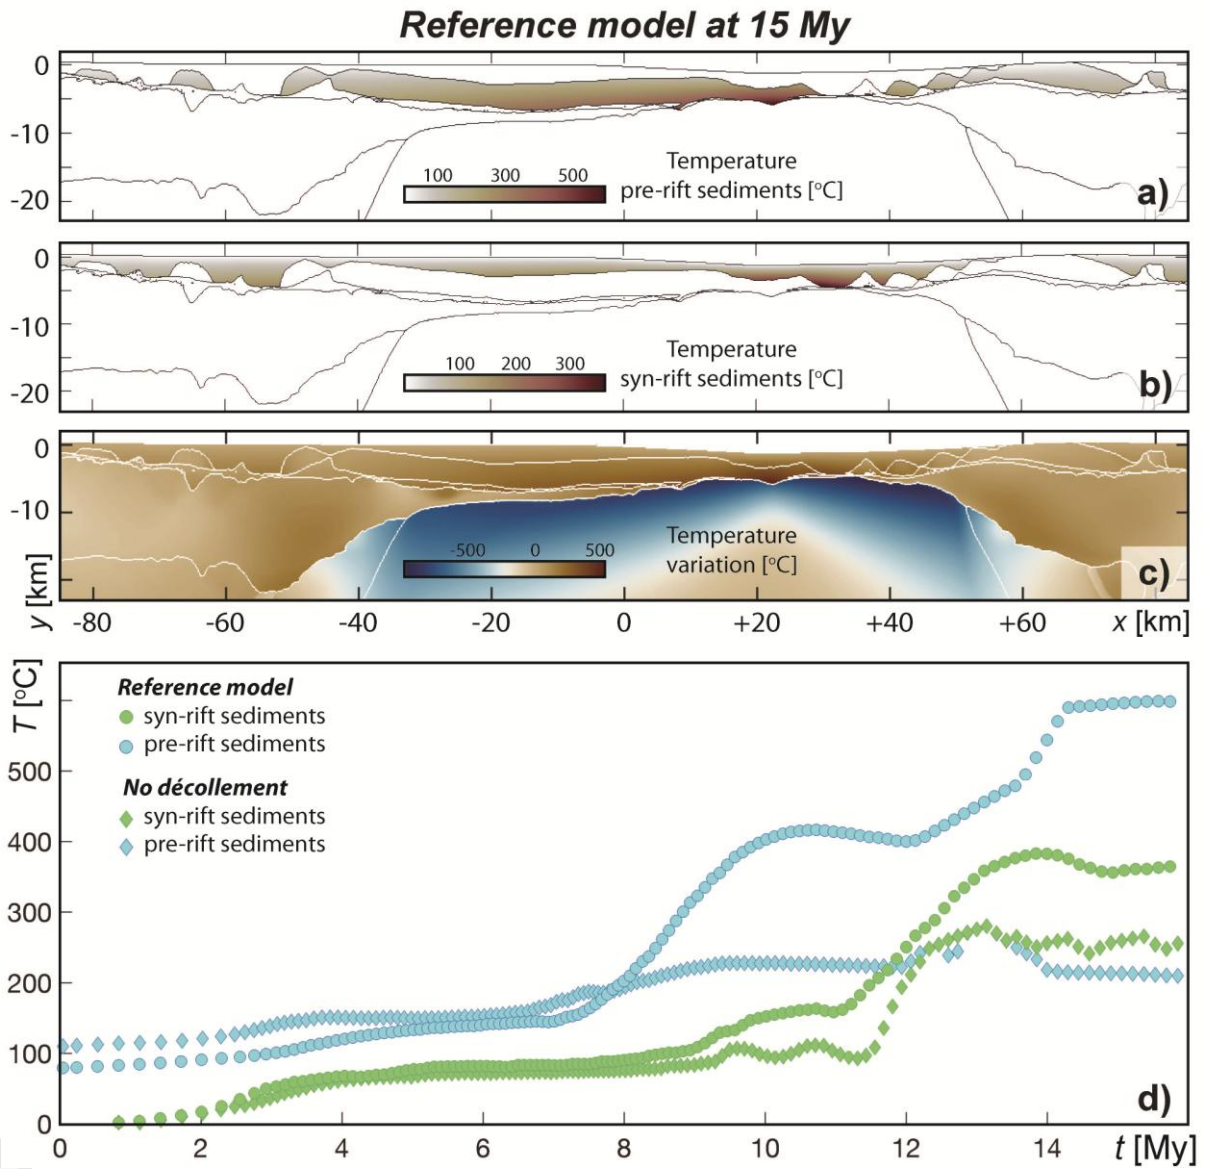 Reference model at 15 My
0
-10
-20
100 300 500
Temperature
pre-rift sediments [°C]
a)
0
-10
-20
100 200 300
Temperature
syn-rift sediments [°C]
b)
0
-10
y [km]
-500 0 500
Temperature
variation [°C]
c)
-80 -60 -40 -20 0 +20 +40 +60 x [km]
T [°C]
Reference model
syn-rift sediments
pre-rift sediments
No décollement
syn-rift sediments
pre-rift sediments
500
400
300
200
100
0
d)
0 2 4 6 8 10 12 14 t [My]